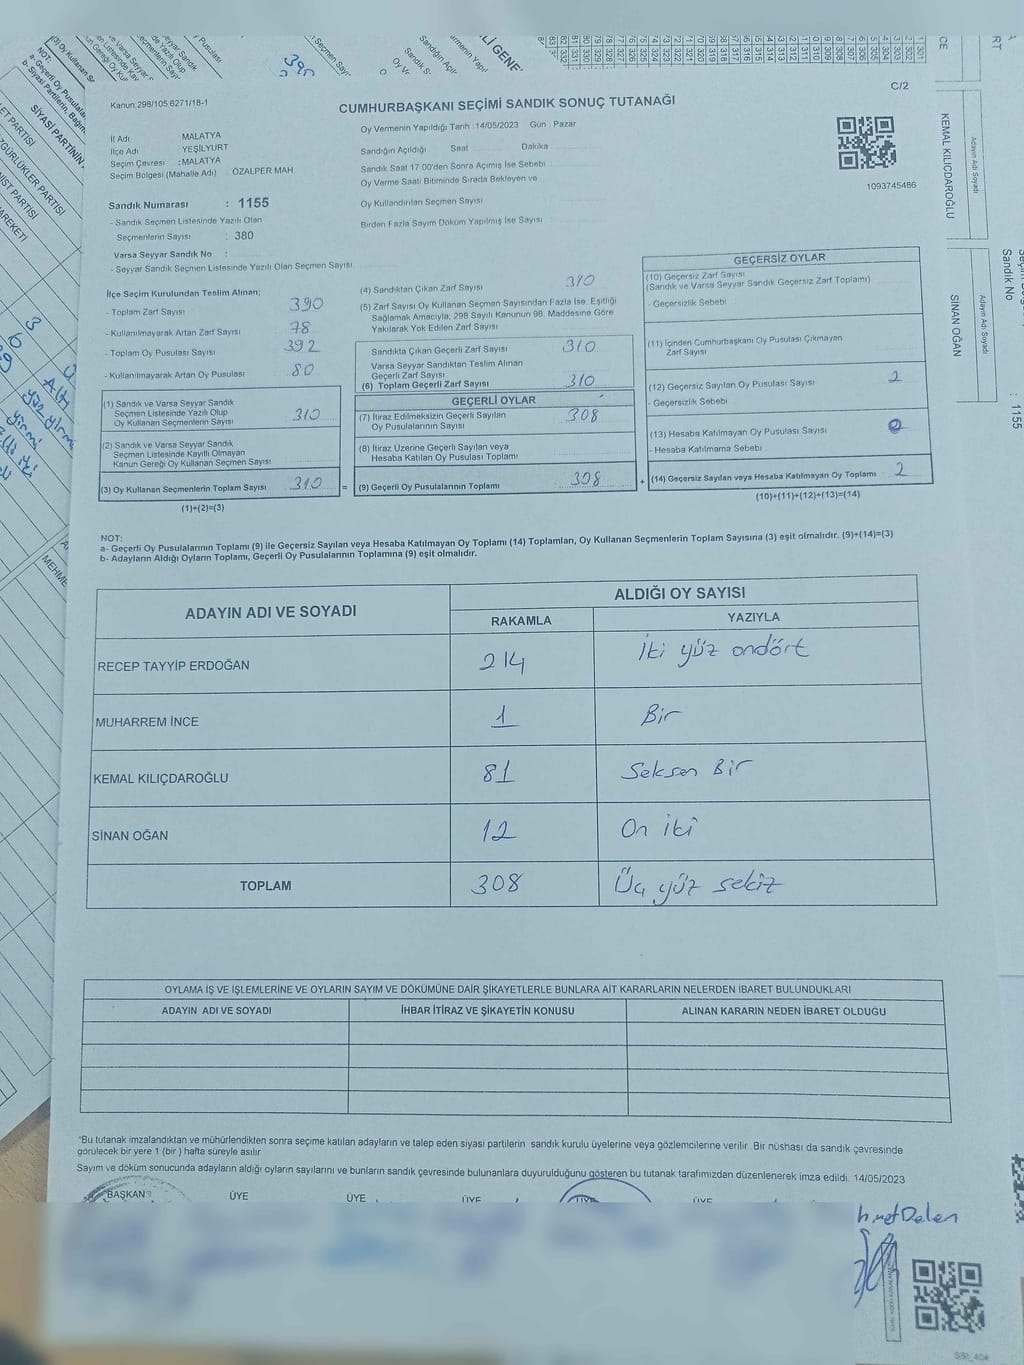 C/2
Kanun:298/105 6271/18-1
CUMHURBAŞKANI SEÇİMİ SANDIK SONUÇ TUTANAĞI
İl Adı : MALATYA
İlçe Adı : YEŞİLYURT
Seçim Çevresi : MALATYA
Seçim Bölgesi (Mahalle Adı) : ÖZALPER MAH.
Sandık Numarası : 1155
- Sandık Seçmen Listesinde Yazılı Olan
Seçmenlerin Sayısı : 380
Varsa Seyyar Sandık No :
- Seyyar Sandık Seçmen Listesinde Yazılı Olan Seçmen Sayısı
Oy Vermenin Yapıldığı Tarih : 14/05/2023 Gün : Pazar
Sandığın Açıldığı Saat Dakika
Sandık Saat 17 00'den Sonra Açımış İse Sebebi
Oy Verme Saati Bitiminde Sırada Bekleyen ve
Oy Kullandırılan Seçmen Sayısı
Birden Fazla Sayım Döküm Yapılmış İse Sayısı
1093745486
İlçe Seçim Kurulundan Teslim Alınan;
- Toplam Zarf Sayısı 390
- Kullanılmayarak Artan Zarf Sayısı 78
- Toplam Oy Pusulası Sayısı 392
- Kullanılmayarak Artan Oy Pusulası 80
(1) Sandık ve Varsa Seyyar Sandık
Seçmen Listesinde Yazılı Olup
Oy Kullanan Seçmenlerin Sayısı 310
(2) Sandık ve Varsa Seyyar Sandık
Seçmen Listesinde Kayıtlı Olmayan
Kanun Gereği Oy Kullanan Seçmen Sayısı
(3) Oy Kullanan Seçmenlerin Toplam Sayısı 310 =
(1)+(2)=(3)
(4) Sandıktan Çıkan Zarf Sayısı 310
(5) Zarf Sayısı Oy Kullanan Seçmen Sayısından Fazla İse, Eşitliği
Sağlamak Amacıyla, 298 Sayılı Kanunun 98. Maddesine Göre
Yakılarak Yok Edilen Zarf Sayısı
Sandıkta Çıkan Geçerli Zarf Sayısı 310
Varsa Seyyar Sandıktan Teslim Alınan
Geçerli Zarf Sayısı
(6) Toplam Geçerli Zarf Sayısı 310
GEÇERLİ OYLAR
(7) İtiraz Edilmeksizin Geçerli Sayılan
Oy Pusulalarının Sayısı 308
(8) İtiraz Üzerine Geçerli Sayılan veya
Hesaba Katılan Oy Pusulası Toplamı
(9) Geçerli Oy Pusulalarının Toplamı 308 +
GEÇERSİZ OYLAR
(10) Geçersiz Zarf Sayısı
(Sandık ve Varsa Seyyar Sandık Geçersiz Zarf Toplamı)
- Geçersizlik Sebebi
(11) İçinden Cumhurbaşkanı Oy Pusulası Çıkmayan
Zarf Sayısı
(12) Geçersiz Sayılan Oy Pusulası Sayısı 2
- Geçersizlik Sebebi
(13) Hesaba Katılmayan Oy Pusulası Sayısı
- Hesaba Katılmama Sebebi
(14) Geçersiz Sayılan veya Hesaba Katılmayan Oy Toplamı 2
(10)+(11)+(12)+(13)=(14)
NOT:
a- Geçerli Oy Pusulalarının Toplamı (9) ile Geçersiz Sayılan veya Hesaba Katılmayan Oy Toplamı (14) Toplamları, Oy Kullanan Seçmenlerin Toplam Sayısına (3) eşit olmalıdır. (9)+(14)=(3)
b- Adayların Aldığı Oyların Toplamı, Geçerli Oy Pusulalarının Toplamına (9) eşit olmalıdır.
ADAYIN ADI VE SOYADI ALDIĞI OY SAYISI
RAKAMLA YAZIYLA
RECEP TAYYİP ERDOĞAN 214 İki yüz ondört
MUHARREM İNCE 1 Bir
KEMAL KILIÇDAROĞLU 81 Seksen Bir
SİNAN OĞAN 12 On iki
TOPLAM 308 Üç yüz sekiz
OYLAMA İŞ VE İŞLEMLERİNE VE OYLARIN SAYIM VE DÖKÜMÜNE DAİR ŞİKAYETLERLE BUNLARA AİT KARARLARIN NELERDEN İBARET BULUNDUKLARI
ADAYIN ADI VE SOYADI İHBAR İTİRAZ VE ŞİKAYETİN KONUSU ALINAN KARARIN NEDEN İBARET OLDUĞU
*Bu tutanak imzalandıktan ve mühürlendikten sonra seçime katılan adayların ve talep eden siyasi partilerin sandık kurulu üyelerine veya gözlemcilerine verilir. Bir nüshası da sandık çevresinde
görülecek bir yere 1 (bir ) hafta süreyle asılır
Sayım ve döküm sonucunda adayların aldığı oyların sayılarını ve bunların sandık çevresinde bulunanlara duyurulduğunu gösteren bu tutanak tarafımızdan düzenlenerek imza edildi. 14/05/2023
BAŞKAN ÜYE ÜYE ÜYE ÜYE ÜYE
KEMAL KILIÇDAROĞLU
Adayın Adı Soyadı
SİNAN OĞAN
Adayın Adı Soyadı
Sandık No : 1155